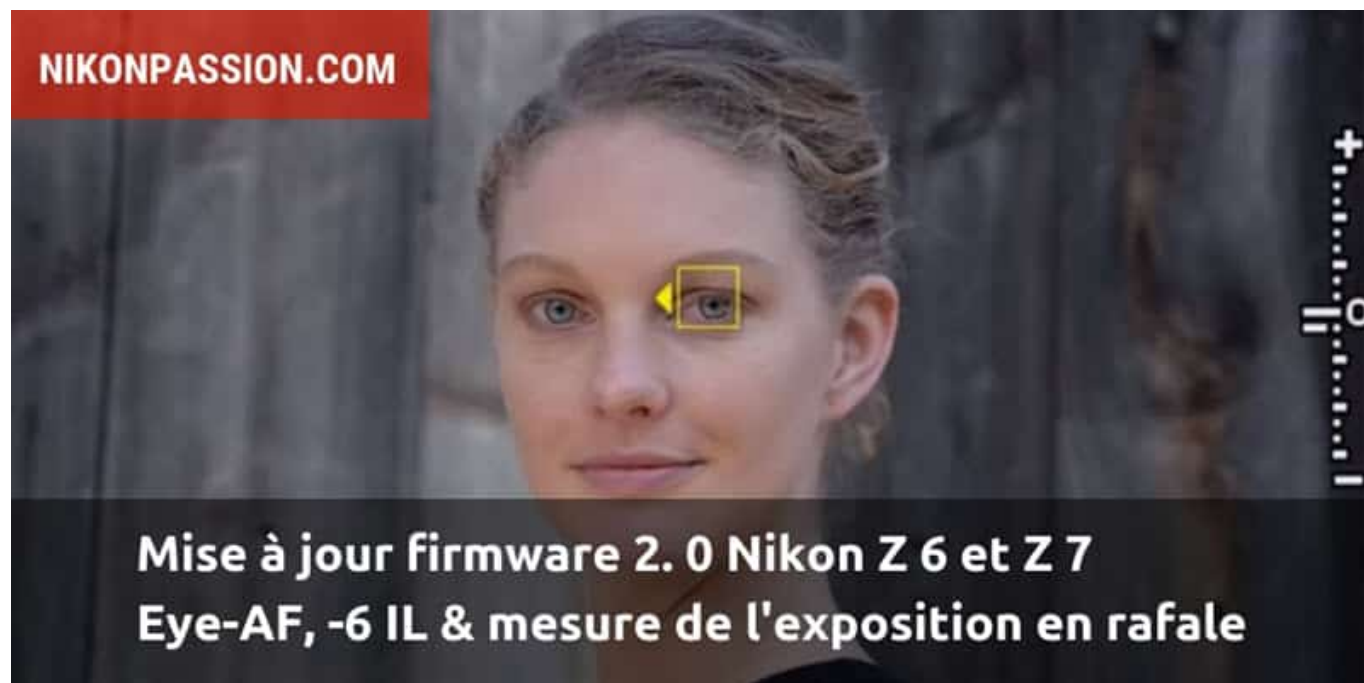 NIKONPASSION.COM
+
0
-
Mise à jour firmware 2. 0 Nikon Z 6 et Z 7
Eye-AF, -6 IL & mesure de l'exposition en rafale